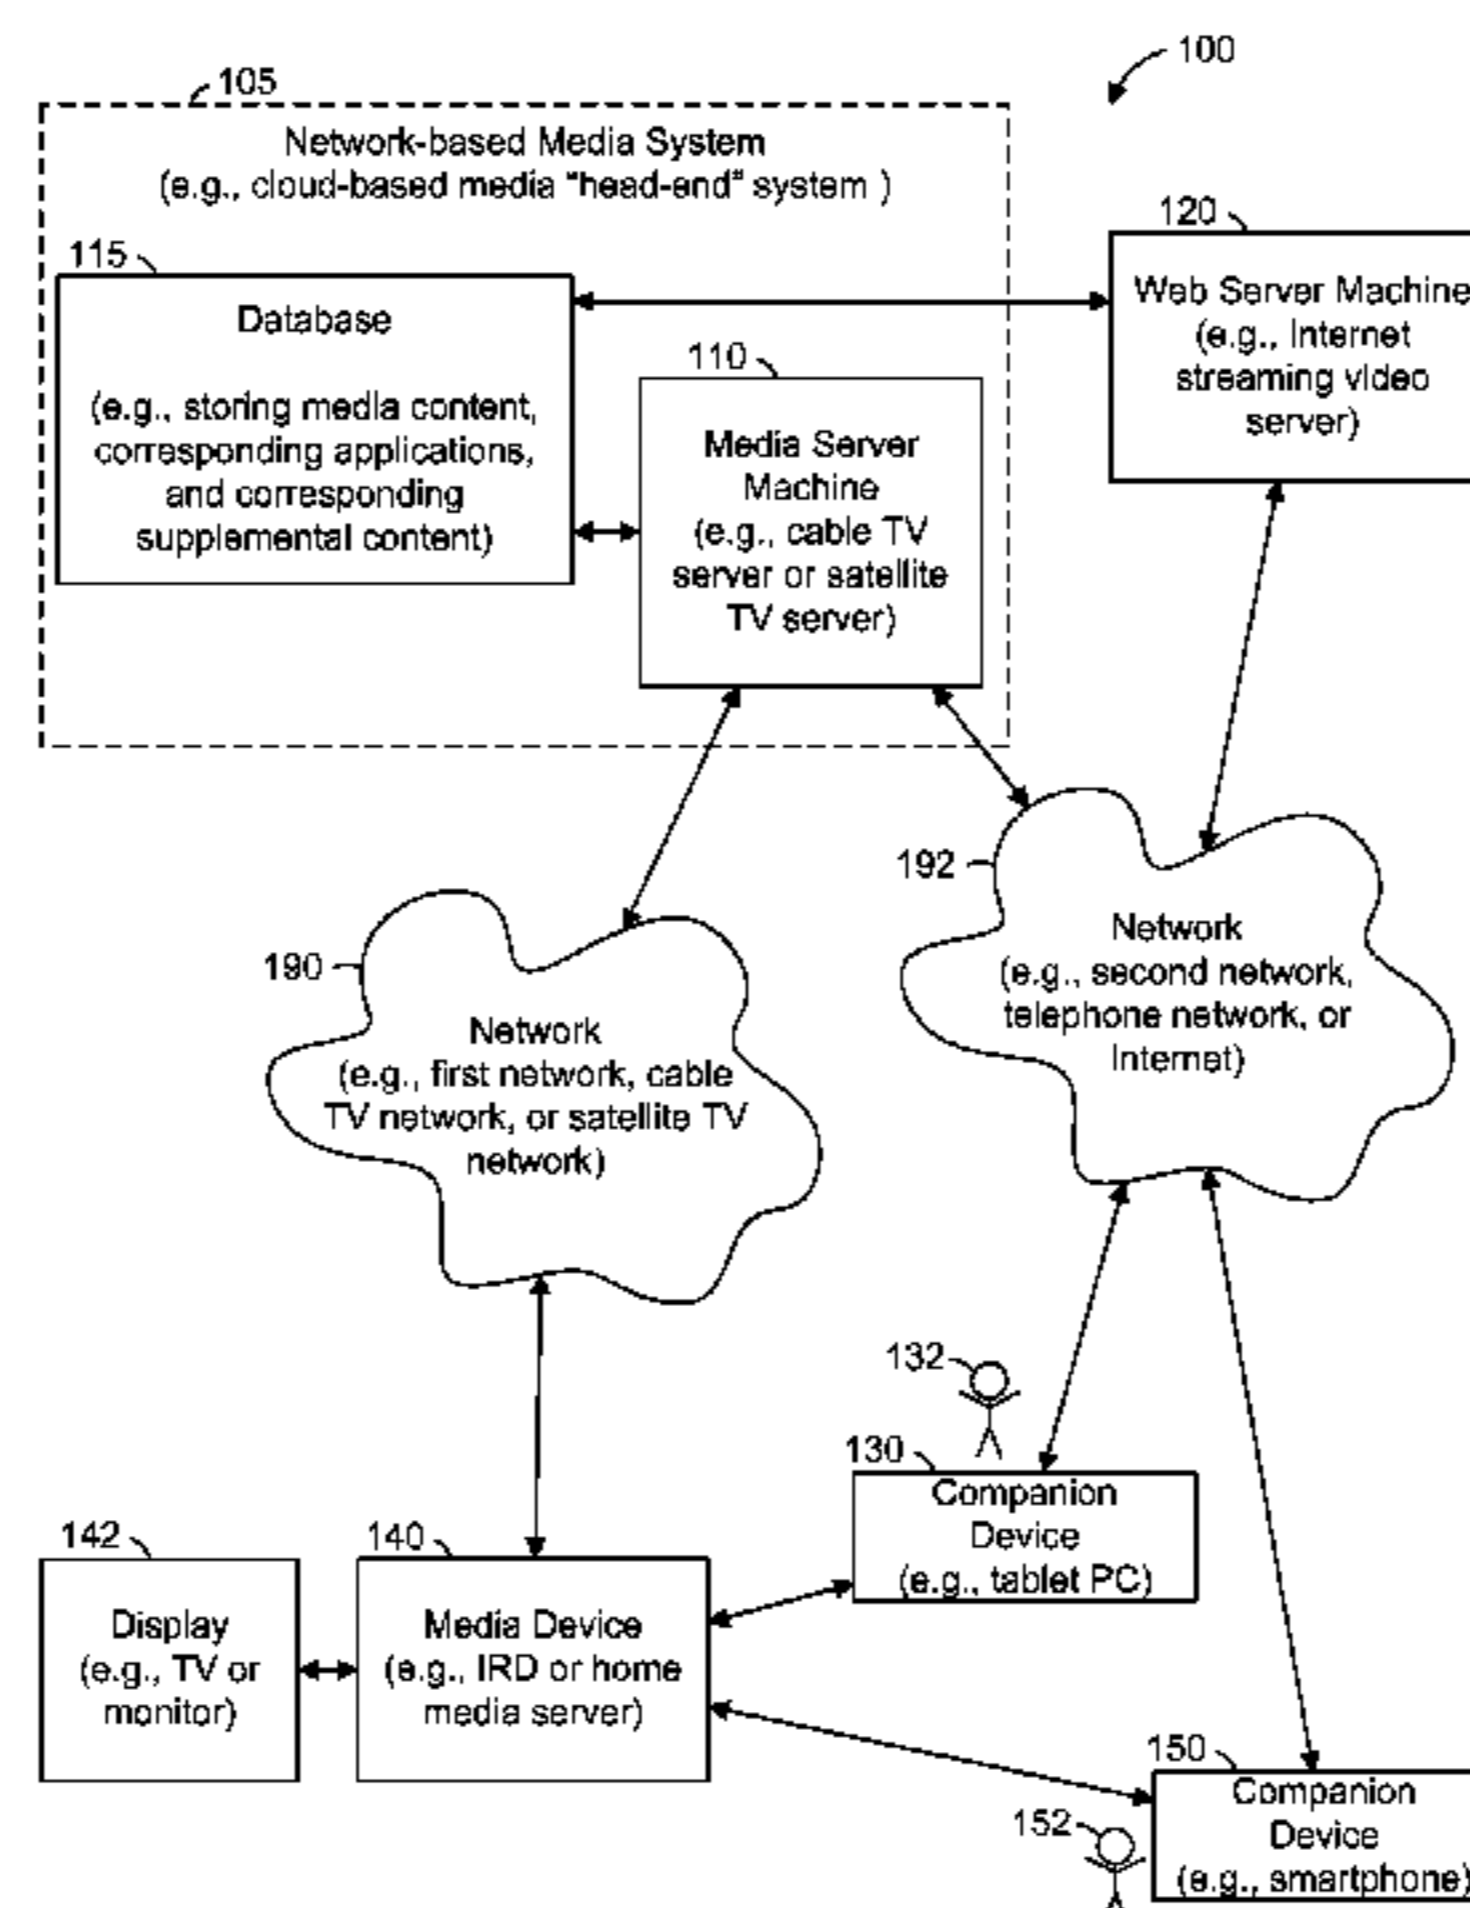 100
105
Network-based Media System
(e.g., cloud-based media "head-end" system )
120
Web Server Machine
(e.g., Internet
streaming video
server)
115
Database
(e.g., storing media content,
corresponding applications,
and corresponding
supplemental content)
110
Media Server
Machine
(e.g., cable TV
server or satellite
TV server)
192
Network
(e.g., second network,
telephone network, or
Internet)
190
Network
(e.g., first network, cable
TV network, or satellite TV
network)
132
130
Companion
Device
(e.g., tablet PC)
142
Display
(e.g., TV or
monitor)
140
Media Device
(e.g., IRD or home
media server)
150
Companion
Device
(e.g., smartphone)
152